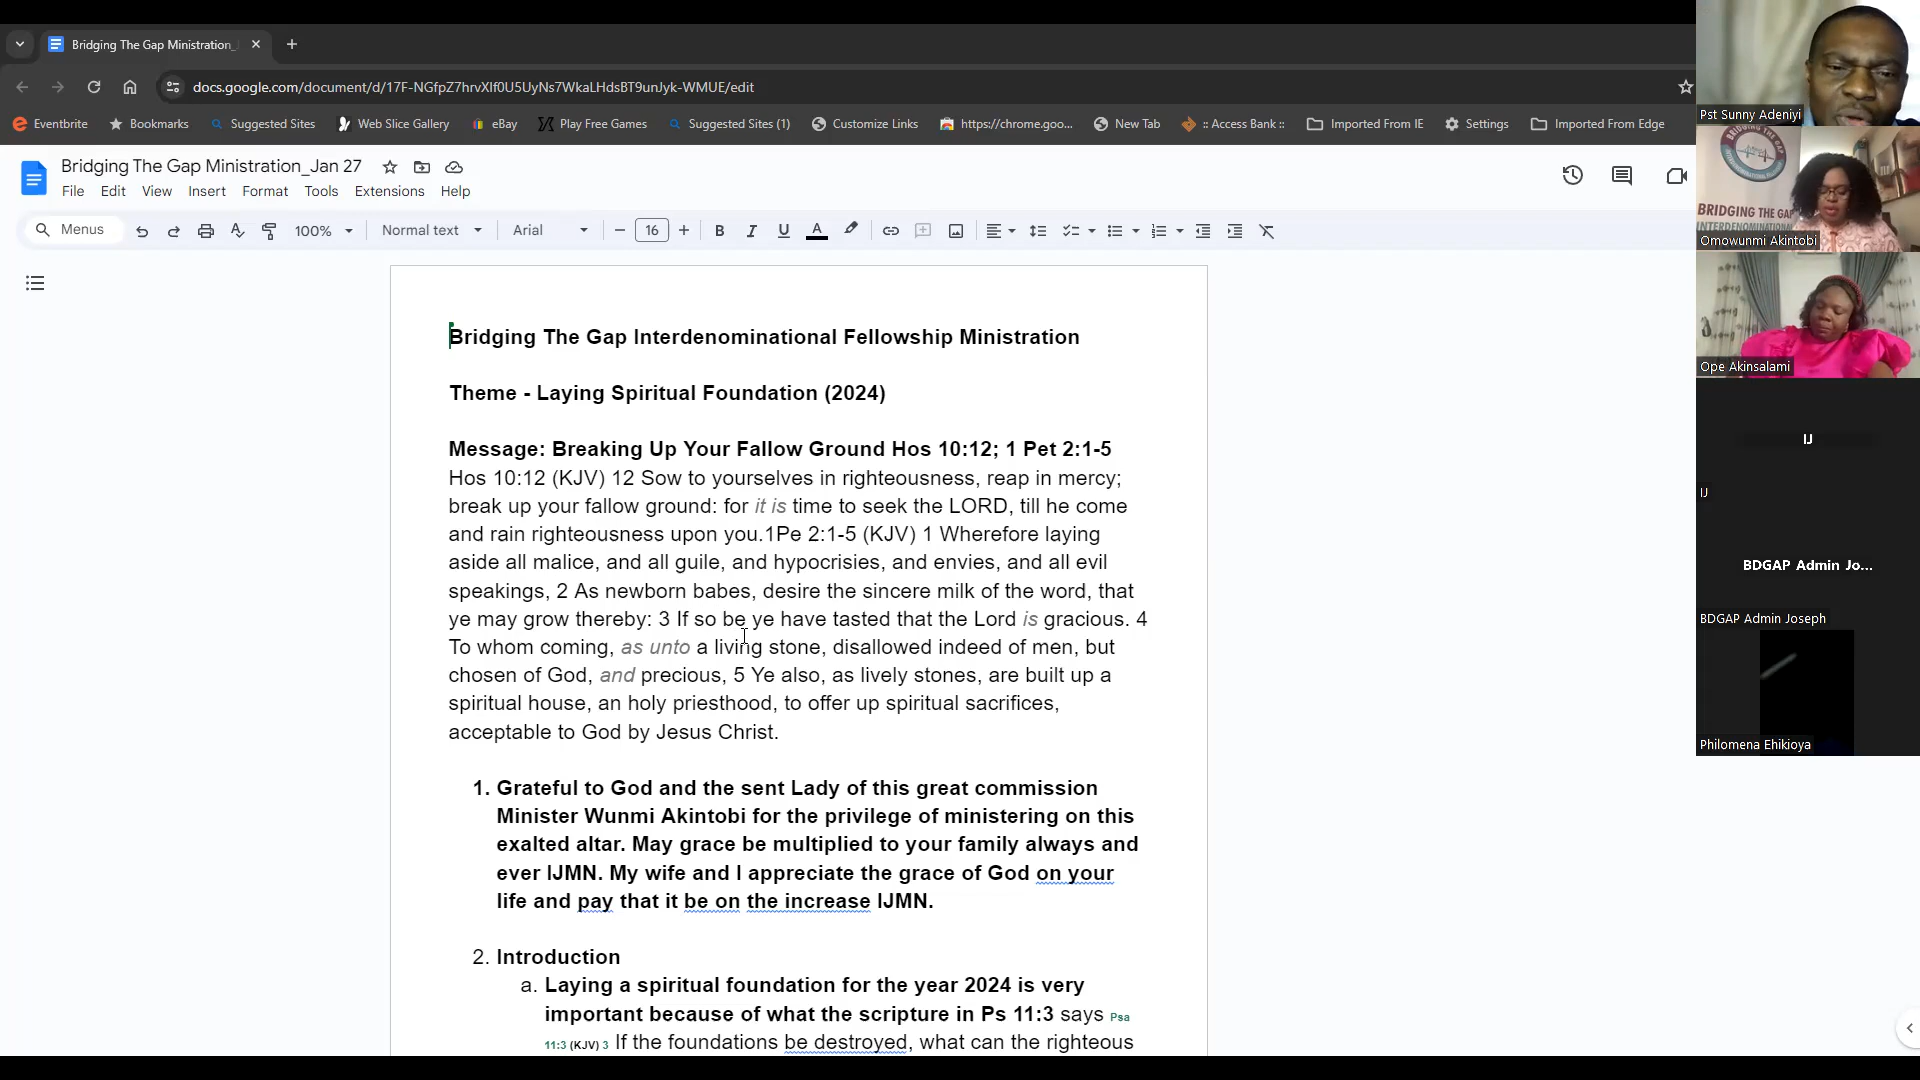 Bridging The Gap Ministration_
docs.google.com/document/d/17F-NGfpZ7hrvXIf0U5UyNs7WkaLHdsBT9unJyk-WMUE/edit
Eventbrite Bookmarks Suggested Sites Web Slice Gallery eBay Play Free Games Suggested Sites (1) Customize Links https://chrome.goo... New Tab :: Access Bank :: Imported From IE Settings Imported From Edge
Bridging The Gap Ministration_Jan 27
File Edit View Insert Format Tools Extensions Help
Menus 100% Normal text Arial 16
Bridging The Gap Interdenominational Fellowship Ministration
Theme - Laying Spiritual Foundation (2024)
Message: Breaking Up Your Fallow Ground Hos 10:12; 1 Pet 2:1-5
Hos 10:12 (KJV) 12 Sow to yourselves in righteousness, reap in mercy;
break up your fallow ground: for it is time to seek the LORD, till he come
and rain righteousness upon you.1Pe 2:1-5 (KJV) 1 Wherefore laying
aside all malice, and all guile, and hypocrisies, and envies, and all evil
speakings, 2 As newborn babes, desire the sincere milk of the word, that
ye may grow thereby: 3 If so be ye have tasted that the Lord is gracious. 4
To whom coming, as unto a living stone, disallowed indeed of men, but
chosen of God, and precious, 5 Ye also, as lively stones, are built up a
spiritual house, an holy priesthood, to offer up spiritual sacrifices,
acceptable to God by Jesus Christ.
1. Grateful to God and the sent Lady of this great commission
Minister Wunmi Akintobi for the privilege of ministering on this
exalted altar. May grace be multiplied to your family always and
ever IJMN. My wife and I appreciate the grace of God on your
life and pay that it be on the increase IJMN.
2. Introduction
a. Laying a spiritual foundation for the year 2024 is very
important because of what the scripture in Ps 11:3 says Psa
11:3 (KJV) 3 If the foundations be destroyed, what can the righteous
Pst Sunny Adeniyi
BRIDGING THE GAP
BRIDGING THE GAP
INTERDENOMINATIONAL
Omowunmi Akintobi
Ope Akinsalami
IJ
IJ
BDGAP Admin Jo...
BDGAP Admin Joseph
Philomena Ehikioya